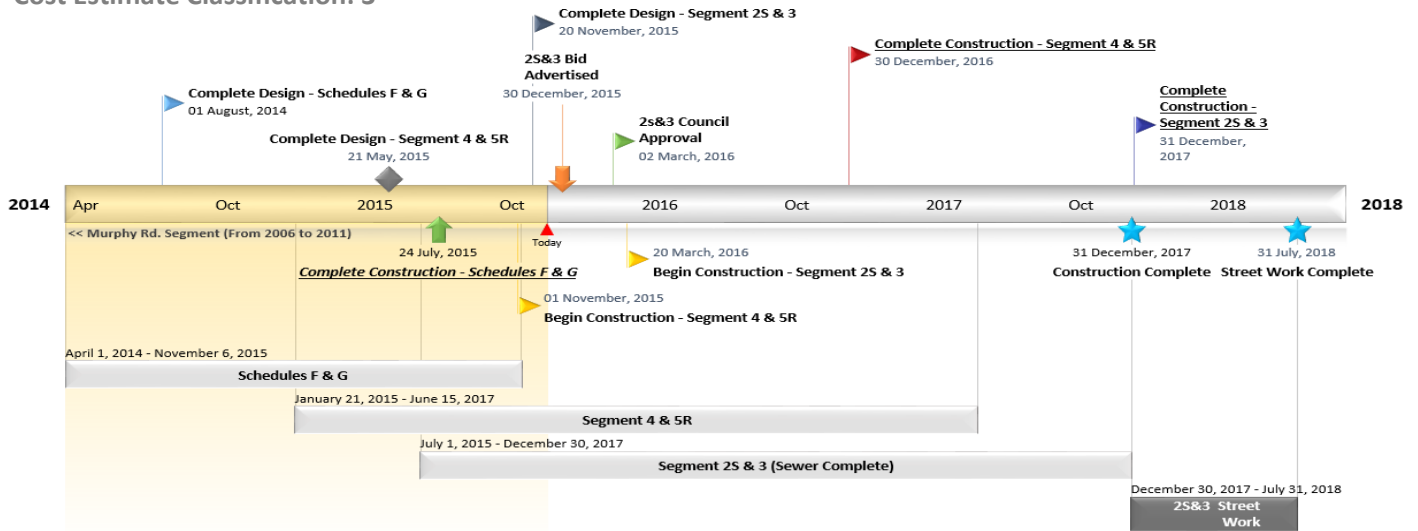 Cost Estimate Classification: 3
Complete Design - Segment 2S & 3
20 November, 2015
2S&3 Bid
Advertised
30 December, 2015
Complete Construction - Segment 4 & 5R
30 December, 2016
Complete Design - Schedules F & G
01 August, 2014
Complete
Construction -
Segment 2S & 3
31 December,
2017
2s&3 Council
Approval
02 March, 2016
Complete Design - Segment 4 & 5R
21 May, 2015
2014 Apr Oct 2015 Oct 2016 Oct 2017 Oct 2018 2018
<< Murphy Rd. Segment (From 2006 to 2011)
Today
24 July, 2015
Complete Construction - Schedules F & G
20 March, 2016
Begin Construction - Segment 2S & 3
31 December, 2017
Construction Complete
31 July, 2018
Street Work Complete
01 November, 2015
Begin Construction - Segment 4 & 5R
April 1, 2014 - November 6, 2015
Schedules F & G
January 21, 2015 - June 15, 2017
Segment 4 & 5R
July 1, 2015 - December 30, 2017
Segment 2S & 3 (Sewer Complete)
December 30, 2017 - July 31, 2018
2S&3 Street
Work